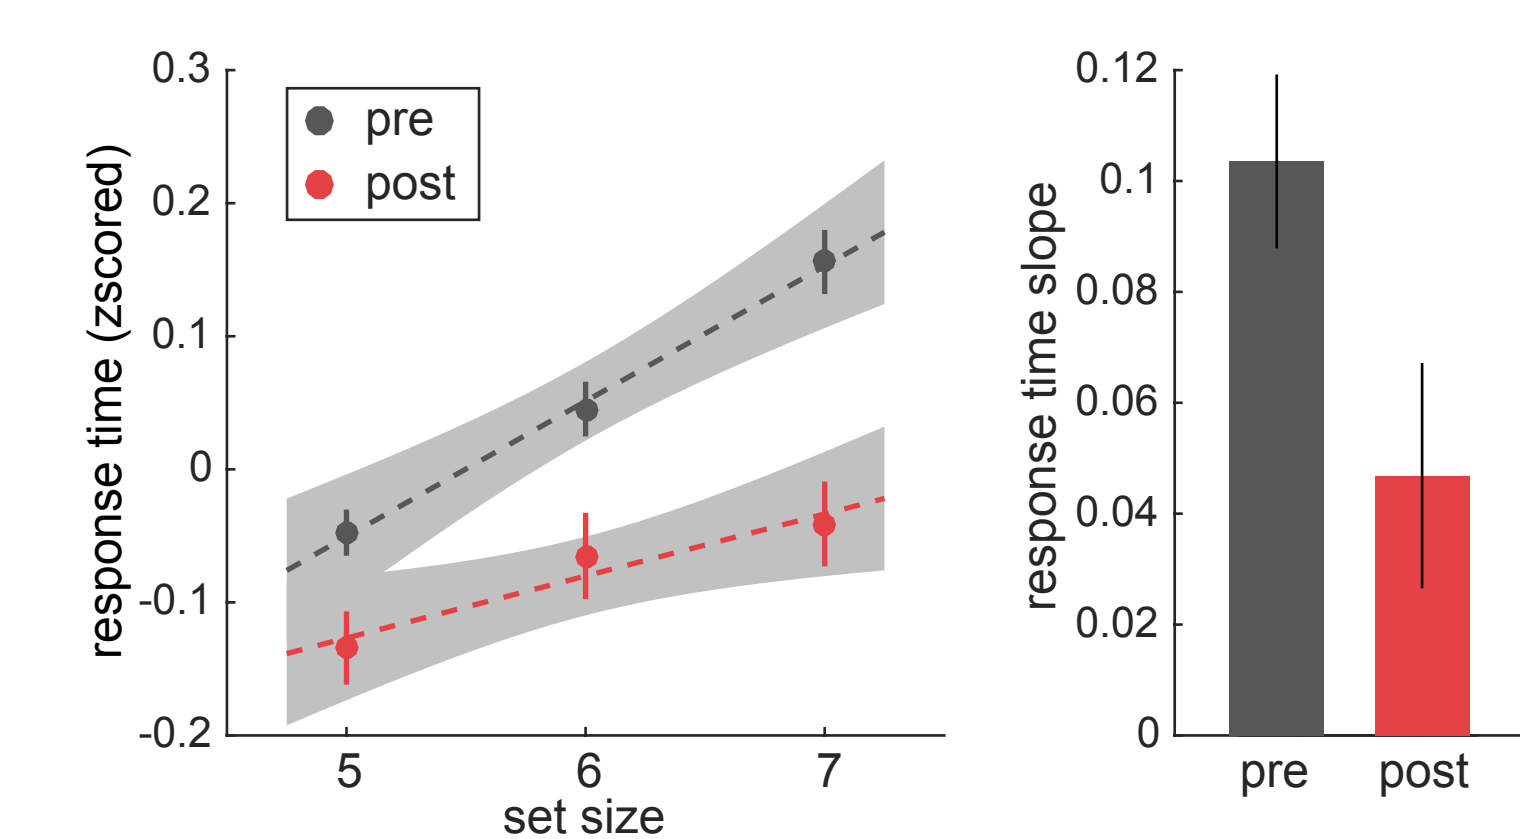 0.3
0.2
0.1
0
-0.1
-0.2
response time (zscored)
pre
post
5 6 7
set size
0.12
0.1
0.08
0.06
0.04
0.02
0
response time slope
pre post